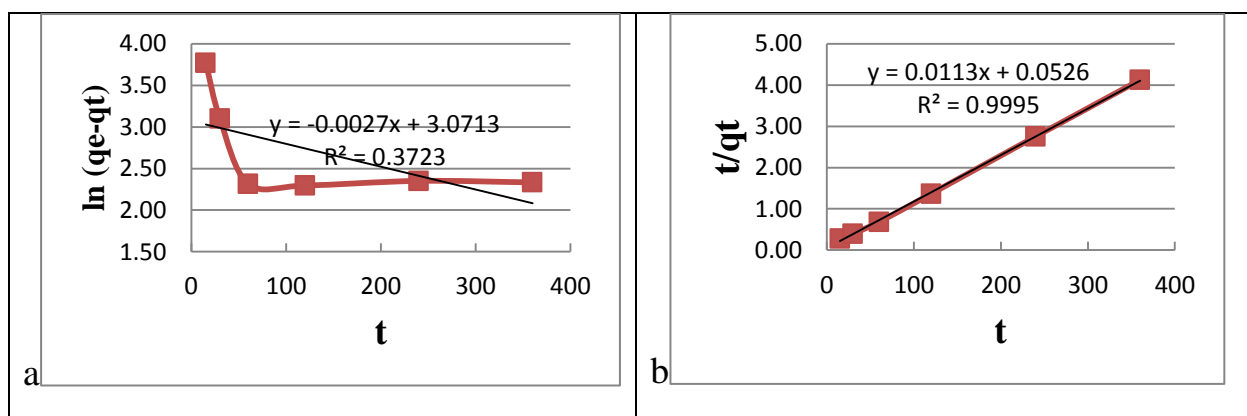 4.00
3.50
3.00
2.50
2.00
1.50
ln (qe-qt)
y = -0.0027x + 3.0713
R² = 0.3723
0 100 200 300 400
t
a
5.00
4.00
3.00
2.00
1.00
0.00
t/qt
y = 0.0113x + 0.0526
R² = 0.9995
0 100 200 300 400
t
b